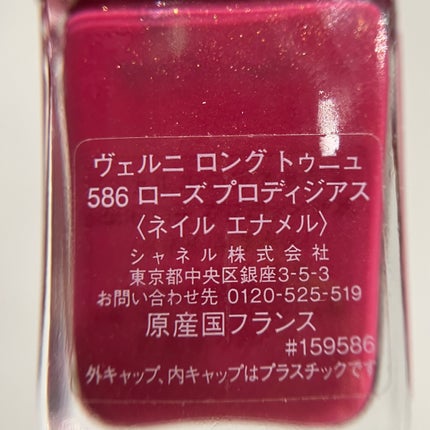 ヴェルニ ロング トゥニュ
586 ローズ プロディジアス
〈ネイル エナメル〉
シャネル株式会社
東京都中央区銀座3-5-3
お問い合わせ先 0120-525-519
原産国フランス
#159586
外キャップ、内キャップはプラスチックです